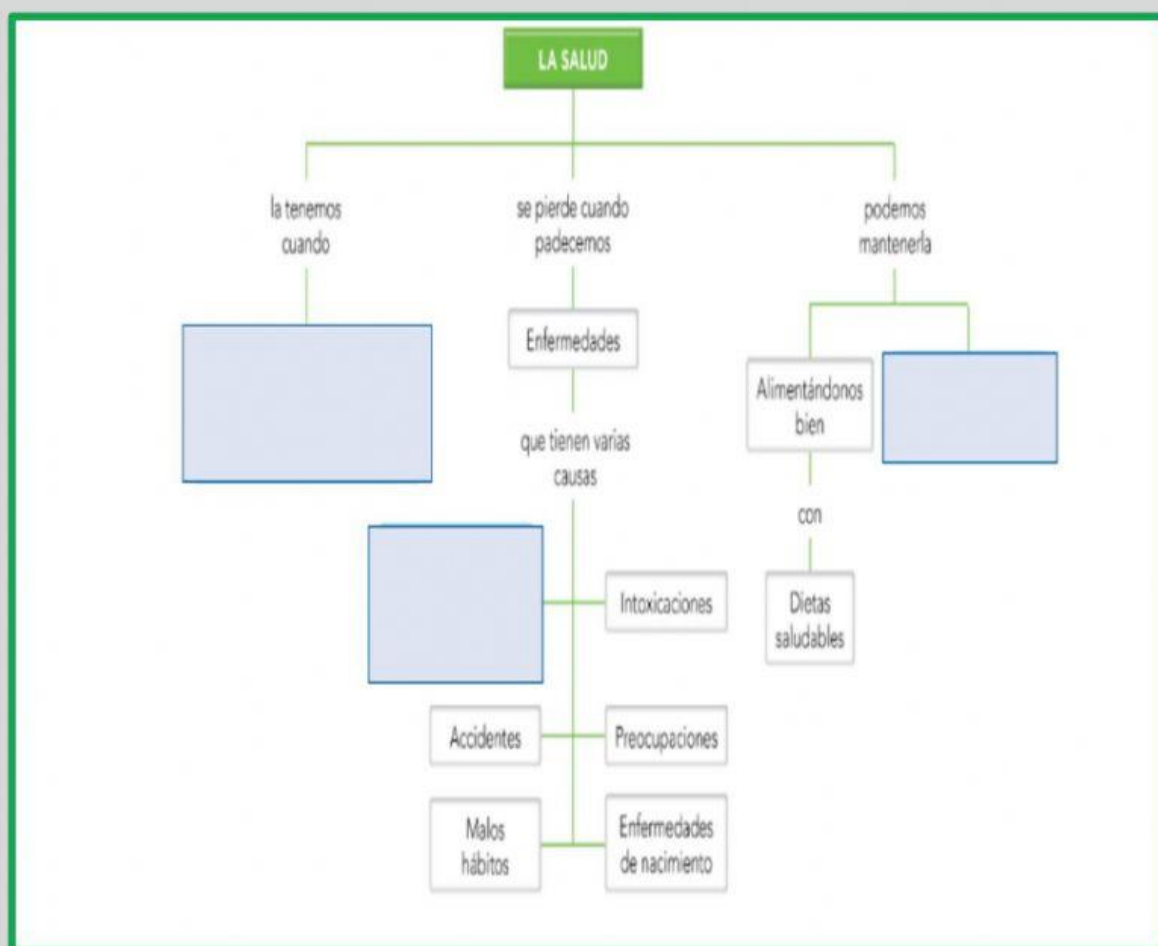 LA SALUD
la tenemos
cuando
se pierde cuando
padecemos
podemos
mantenerla
Enfermedades
Alimentándonos
bien
que tienen varias
causas
con
Intoxicaciones
Dietas
saludables
Accidentes
Preocupaciones
Malos
hábitos
Enfermedades
de nacimiento